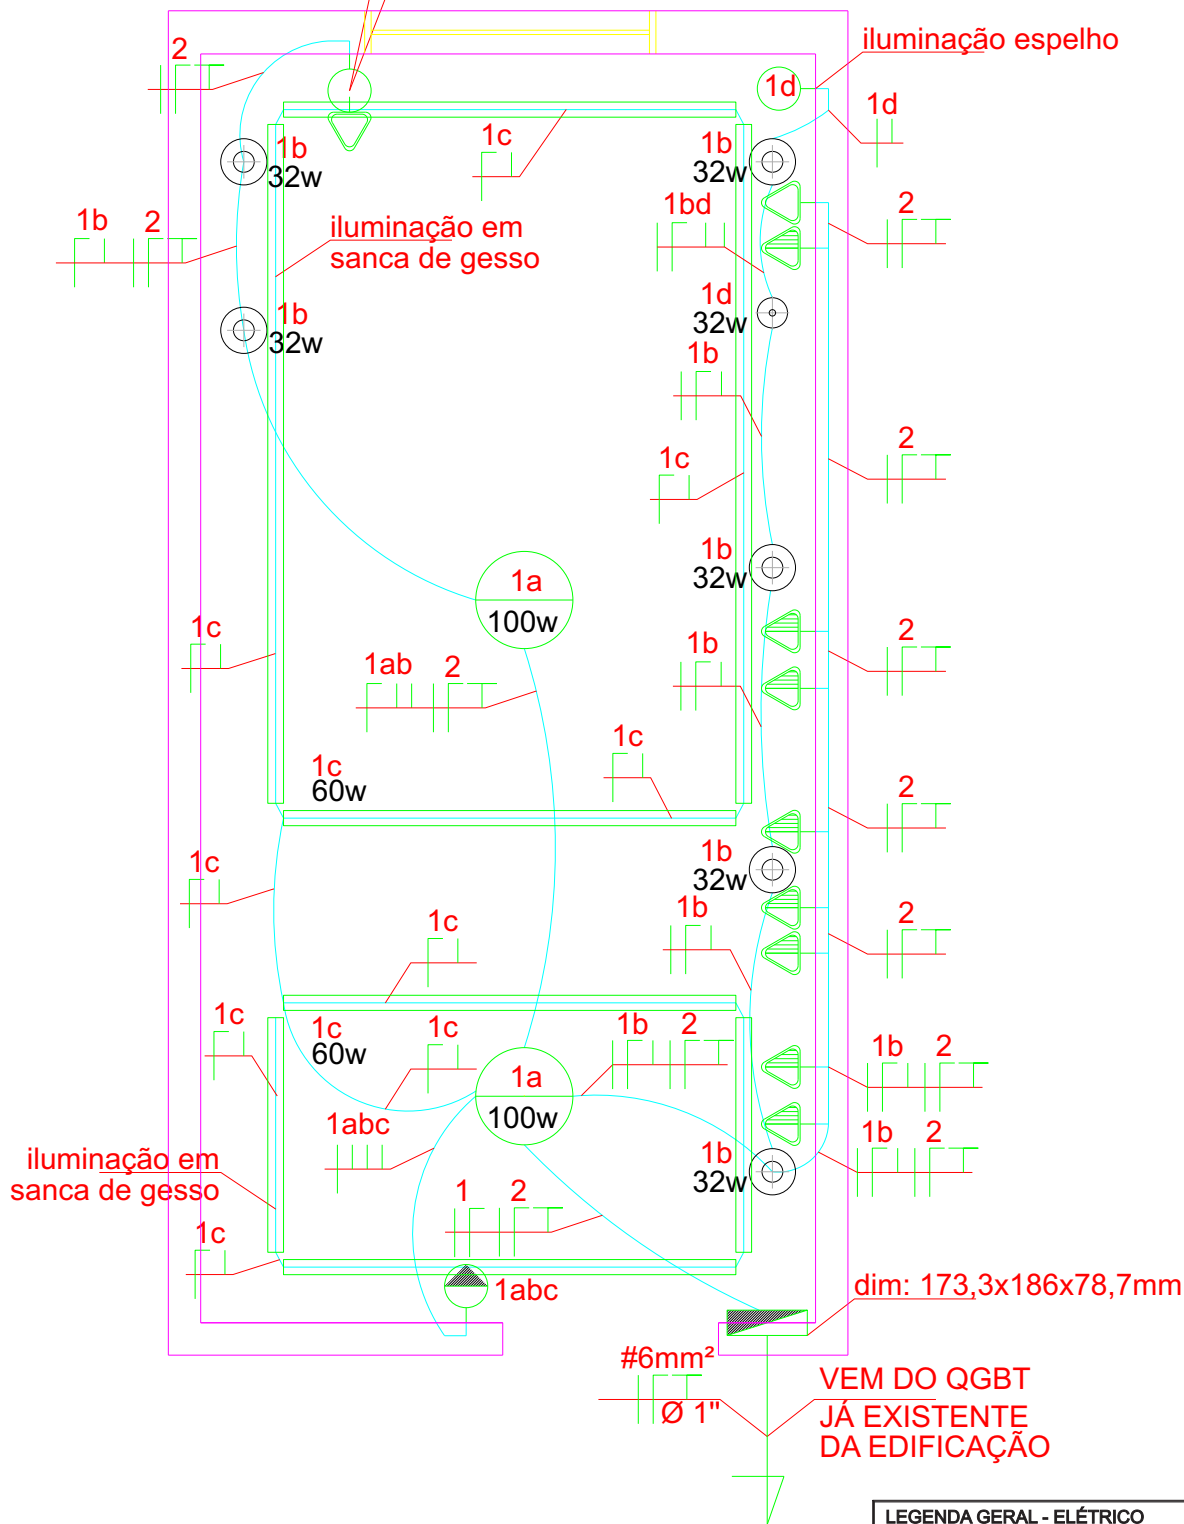 iluminação espelho
2
1d
1d
1c
1b
32w
1b
32w
1b
2
iluminação em
sanca de gesso
1bd
2
1b
32w
1d
32w
1b
1c
2
1b
32w
1a
100w
1c
1ab
2
1b
2
1c
60w
1c
2
1c
1b
32w
1b
2
1c
1c
1c
60w
1c
1b
2
1b
2
1a
100w
1abc
1b
2
iluminação em
sanca de gesso
1b
32w
1
2
1c
1abc
dim: 173,3x186x78,7mm
#6mm²
Ø 1"
VEM DO QGBT
JÁ EXISTENTE
DA EDIFICAÇÃO
LEGENDA GERAL - ELÉTRICO